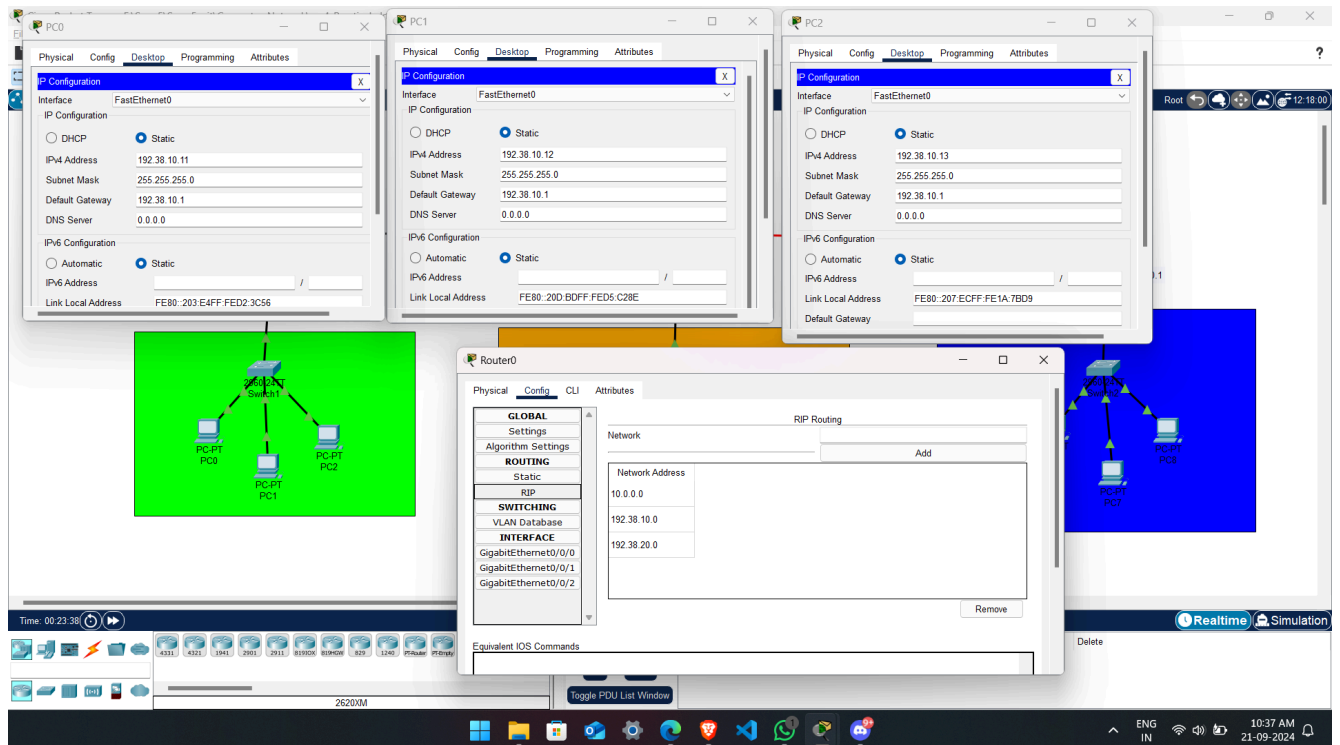 PC0
Physical Config Desktop Programming Attributes
IP Configuration X
Interface FastEthernet0
IP Configuration
DHCP Static
IPv4 Address 192.38.10.11
Subnet Mask 255.255.255.0
Default Gateway 192.38.10.1
DNS Server 0.0.0.0
IPv6 Configuration
Automatic Static
IPv6 Address /
Link Local Address FE80::203:E4FF:FED2:3C56
PC1
Physical Config Desktop Programming Attributes
IP Configuration X
Interface FastEthernet0
IP Configuration
DHCP Static
IPv4 Address 192.38.10.12
Subnet Mask 255.255.255.0
Default Gateway 192.38.10.1
DNS Server 0.0.0.0
IPv6 Configuration
Automatic Static
IPv6 Address /
Link Local Address FE80::20D:BDFF:FED5:C28E
PC2
Physical Config Desktop Programming Attributes
IP Configuration X
Interface FastEthernet0
IP Configuration
DHCP Static
IPv4 Address 192.38.10.13
Subnet Mask 255.255.255.0
Default Gateway 192.38.10.1
DNS Server 0.0.0.0
IPv6 Configuration
Automatic Static
IPv6 Address /
Link Local Address FE80::207:ECFF:FE1A:7BD9
Default Gateway
?
Root 12:18:00
.1
2960-24TT
Switch1
PC-PT
PC0
PC-PT
PC1
PC-PT
PC2
Router0
Physical Config CLI Attributes
GLOBAL
Settings
Algorithm Settings
ROUTING
Static
RIP
SWITCHING
VLAN Database
INTERFACE
GigabitEthernet0/0/0
GigabitEthernet0/0/1
GigabitEthernet0/0/2
RIP Routing
Network
Add
Network Address
10.0.0.0
192.38.10.0
192.38.20.0
Remove
Equivalent IOS Commands
PC-PT
PC-PT
Time: 00:23:38
Realtime Simulation
4331 4321 1941 2901 2911 819IOX 819HGW 829 1240 PT-Router PT-Empty
2620XM
Toggle PDU List Window
Delete
ENG
IN
10:37 AM
21-09-2024